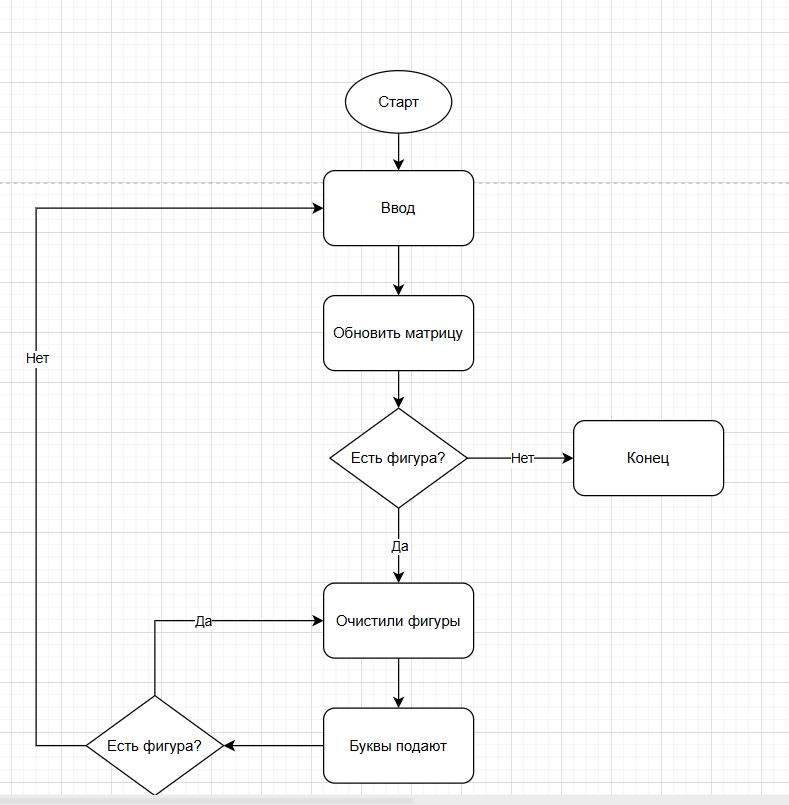 Старт
Ввод
Обновить матрицу
Нет
Есть фигура?
Нет
Конец
Да
Да
Очистили фигуры
Есть фигура?
Буквы подают